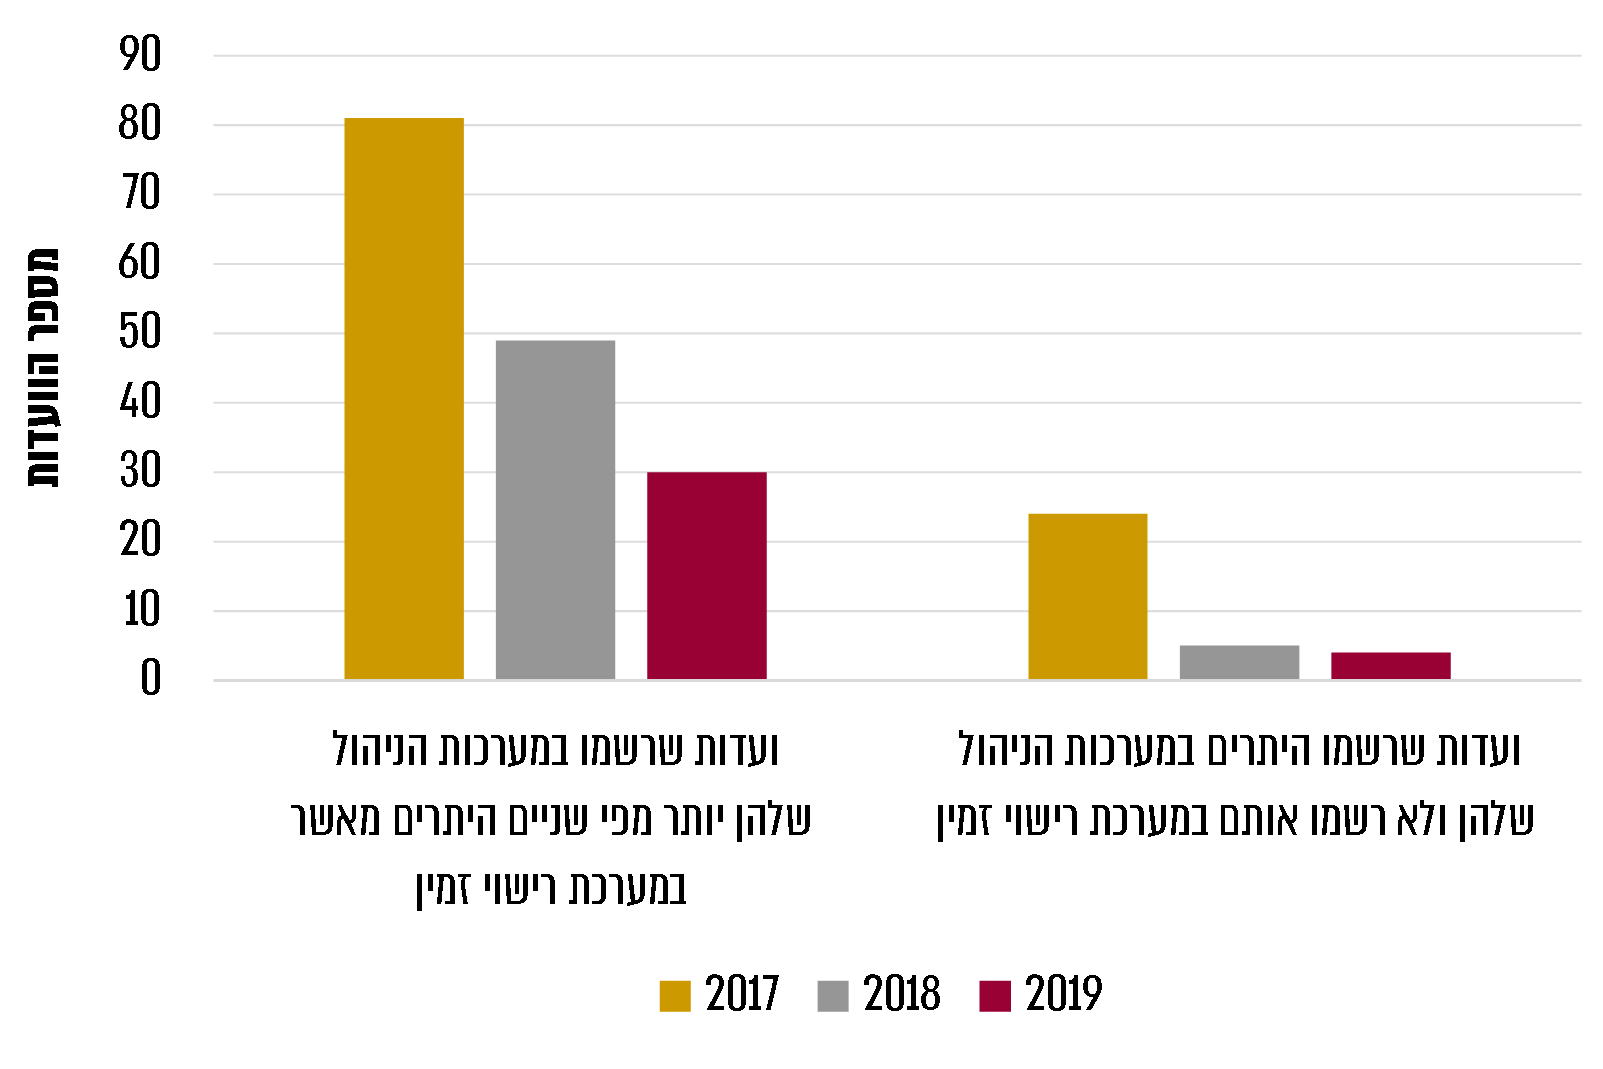 90
80
70
60
50
40
30
20
10
0
מספר הוועדות
ועדות שרשמו במערכות הניהול
שלהן יותר מפי שניים היתרים מאשר
במערכת רישוי זמין
ועדות שרשמו היתרים במערכות הניהול
שלהן ולא רשמו אותם במערכת רישוי זמין
2017 2018 2019